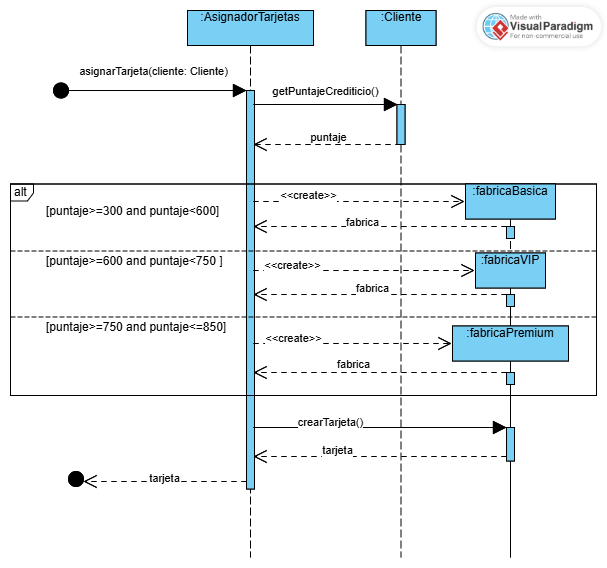 :AsignadorTarjetas
:Cliente
Made with
VisualParadigm
For non-commercial use
asignarTarjeta(cliente: Cliente)
getPuntajeCrediticio()
puntaje
alt
[puntaje>=300 and puntaje<600]
<<create>>
:fabricaBasica
fabrica
[puntaje>=600 and puntaje<750 ]
<<create>>
:fabricaVIP
fabrica
[puntaje>=750 and puntaje<=850]
<<create>>
:fabricaPremium
fabrica
crearTarjeta()
tarjeta
tarjeta